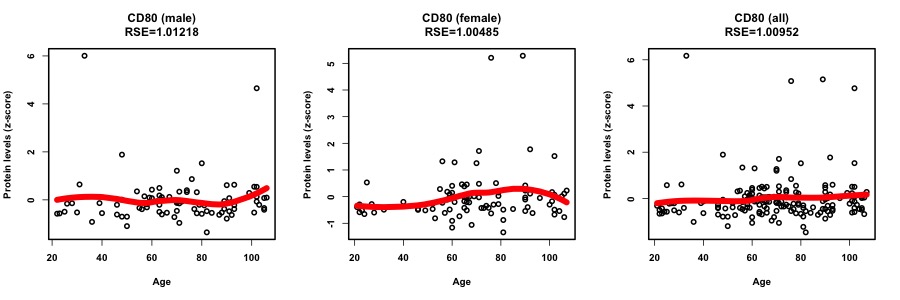 CD80 (male)
RSE=1.01218
Protein levels (z-score)
6
4
2
0
20 40 60 80 100
Age
CD80 (female)
RSE=1.00485
Protein levels (z-score)
5
4
3
2
1
0
-1
20 40 60 80 100
Age
CD80 (all)
RSE=1.00952
Protein levels (z-score)
6
4
2
0
20 40 60 80 100
Age